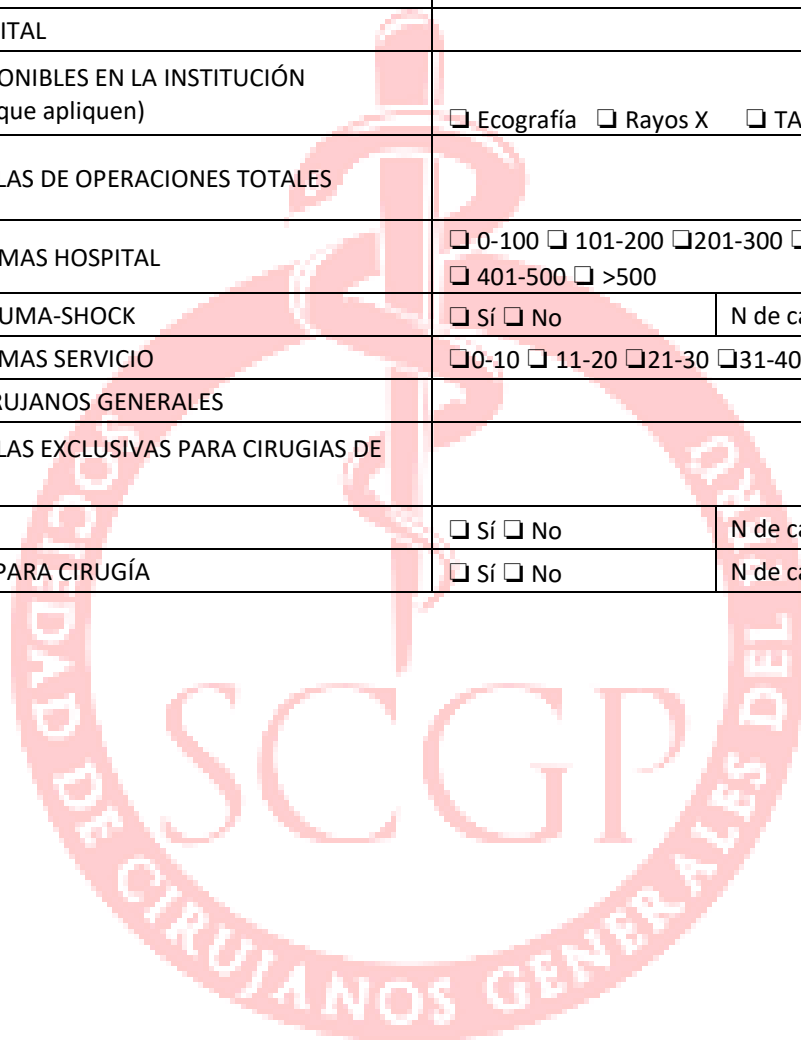 ITAL
ONIBLES EN LA INSTITUCIÓN
que apliquen)
❏ Ecografía ❏ Rayos X ❏ TA
LAS DE OPERACIONES TOTALES
MAS HOSPITAL
❏ 0-100 ❏ 101-200 ❏201-300 ❏
❏ 401-500 ❏ >500
UMA-SHOCK
❏ Sí ❏ No
N de ca
MAS SERVICIO
❏0-10 ❏ 11-20 ❏21-30 ❏31-40
RUJANOS GENERALES
LAS EXCLUSIVAS PARA CIRUGIAS DE
❏ Sí ❏ No
N de ca
PARA CIRUGÍA
❏ Sí ❏ No
N de ca
SCGP
SOCIEDAD DE CIRUJANOS GENERALES DEL